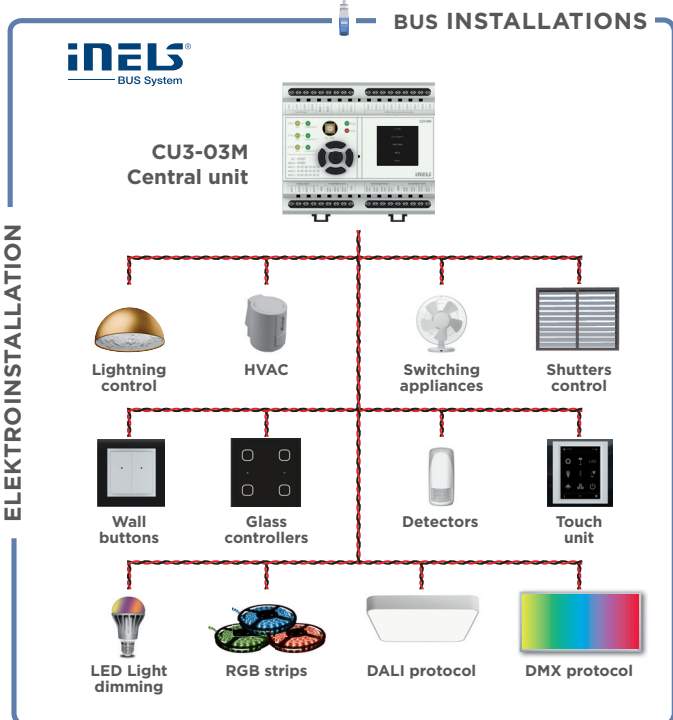 BUS INSTALLATIONS
iNELS®
BUS System
CU3-03M
Central unit
iNELS
ELEKTROINSTALLATION
Lightning
control
HVAC
Switching
appliances
Shutters
control
Wall
buttons
Glass
controllers
Detectors
Touch
unit
LED Light
dimming
RGB strips
DALI protocol
DMX protocol